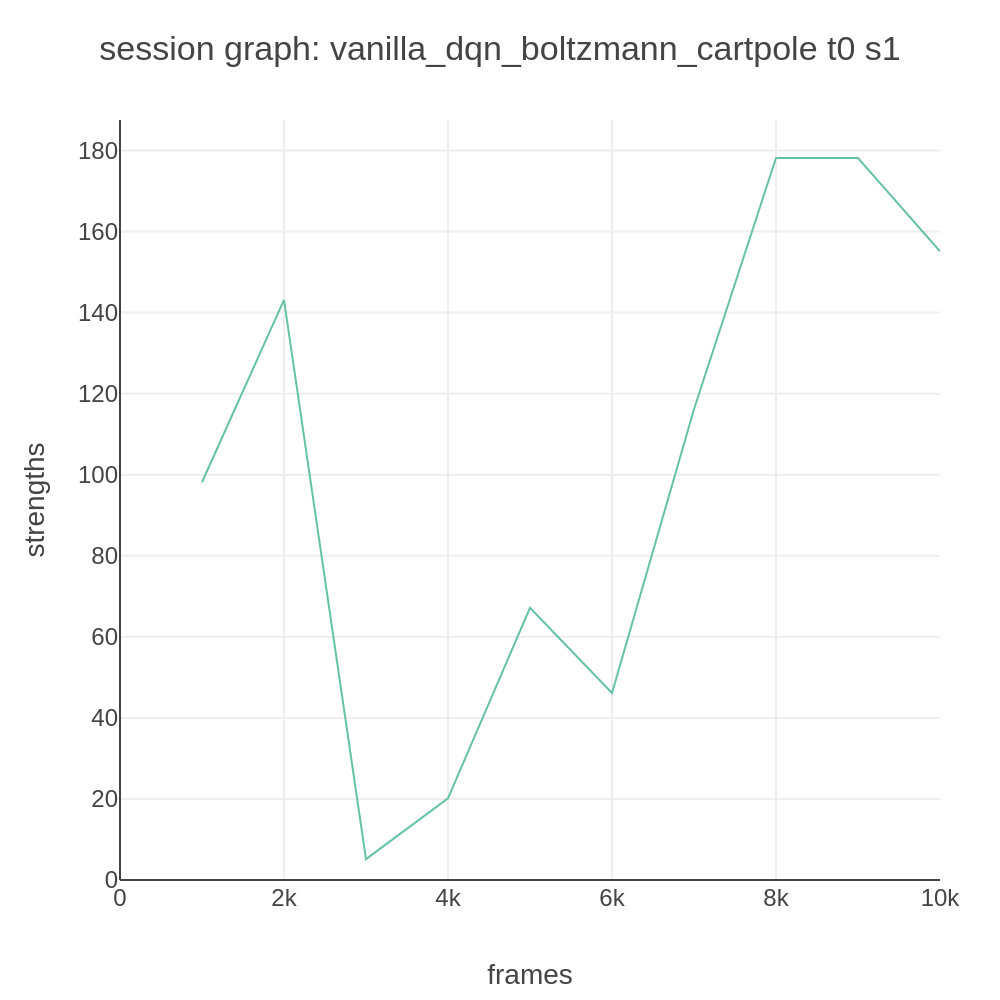 session graph: vanilla_dqn_boltzmann_cartpole t0 s1
strengths
180
160
140
120
100
80
60
40
20
0
0 2k 4k 6k 8k 10k
frames